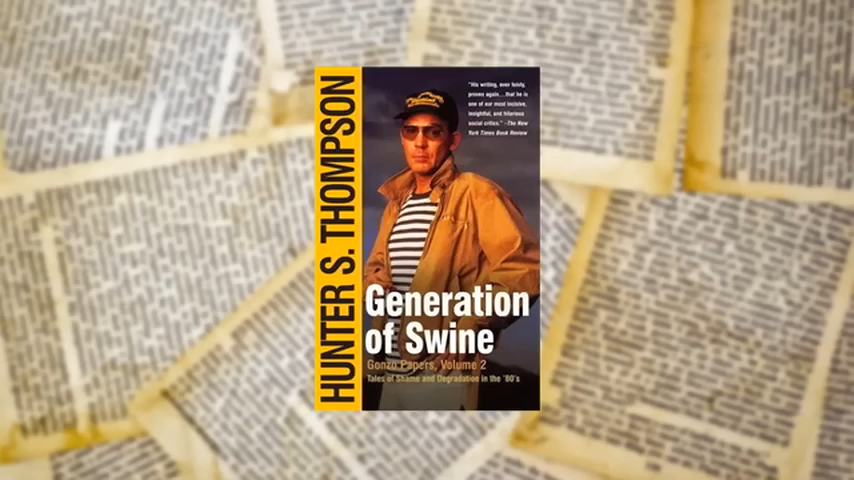 HUNTER S. THOMPSON
"His writing, ever fairly,
proves again...that he is
one of our most incisive,
insightful, and hilarious
social critics." -The New
York Times Book Review
Generation
of Swine
Gonzo Papers, Volume 2
Tales of Shame and Degradation in the '80's